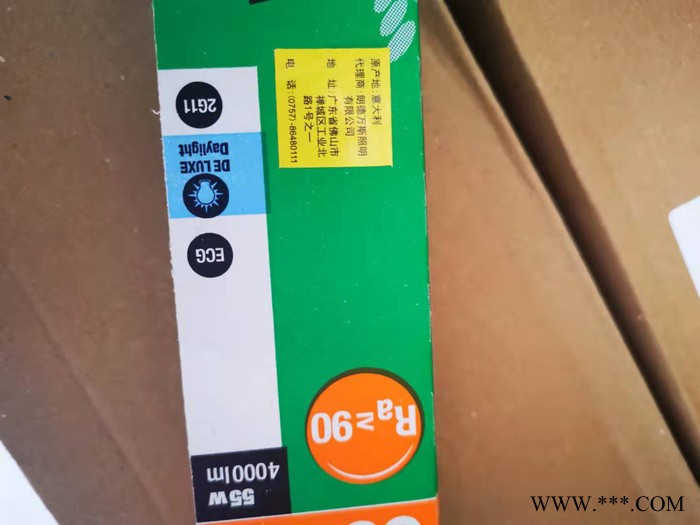 原产地:意大利
代理商:朗德万斯照明
有限公司
地 址:广东省佛山市
禅城区工业北
路1号之一
电 话:(0757)-86480111
2G11
DE LUXE
Daylight
ECG
Ra≥90
55W
4000lm
WWW.***.COM